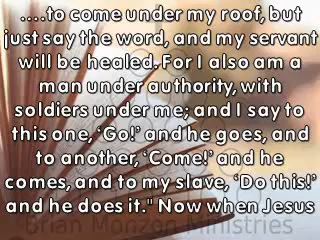 ....to come under my roof, but
just say the word, and my servant
will be healed. For I also am a
man under authority, with
soldiers under me; and I say to
this one, ‘Go!’ and he goes, and
to another, ‘Come!’ and he
comes, and to my slave, ‘Do this!’
and he does it." Now when Jesus
Brian Monzon Ministries